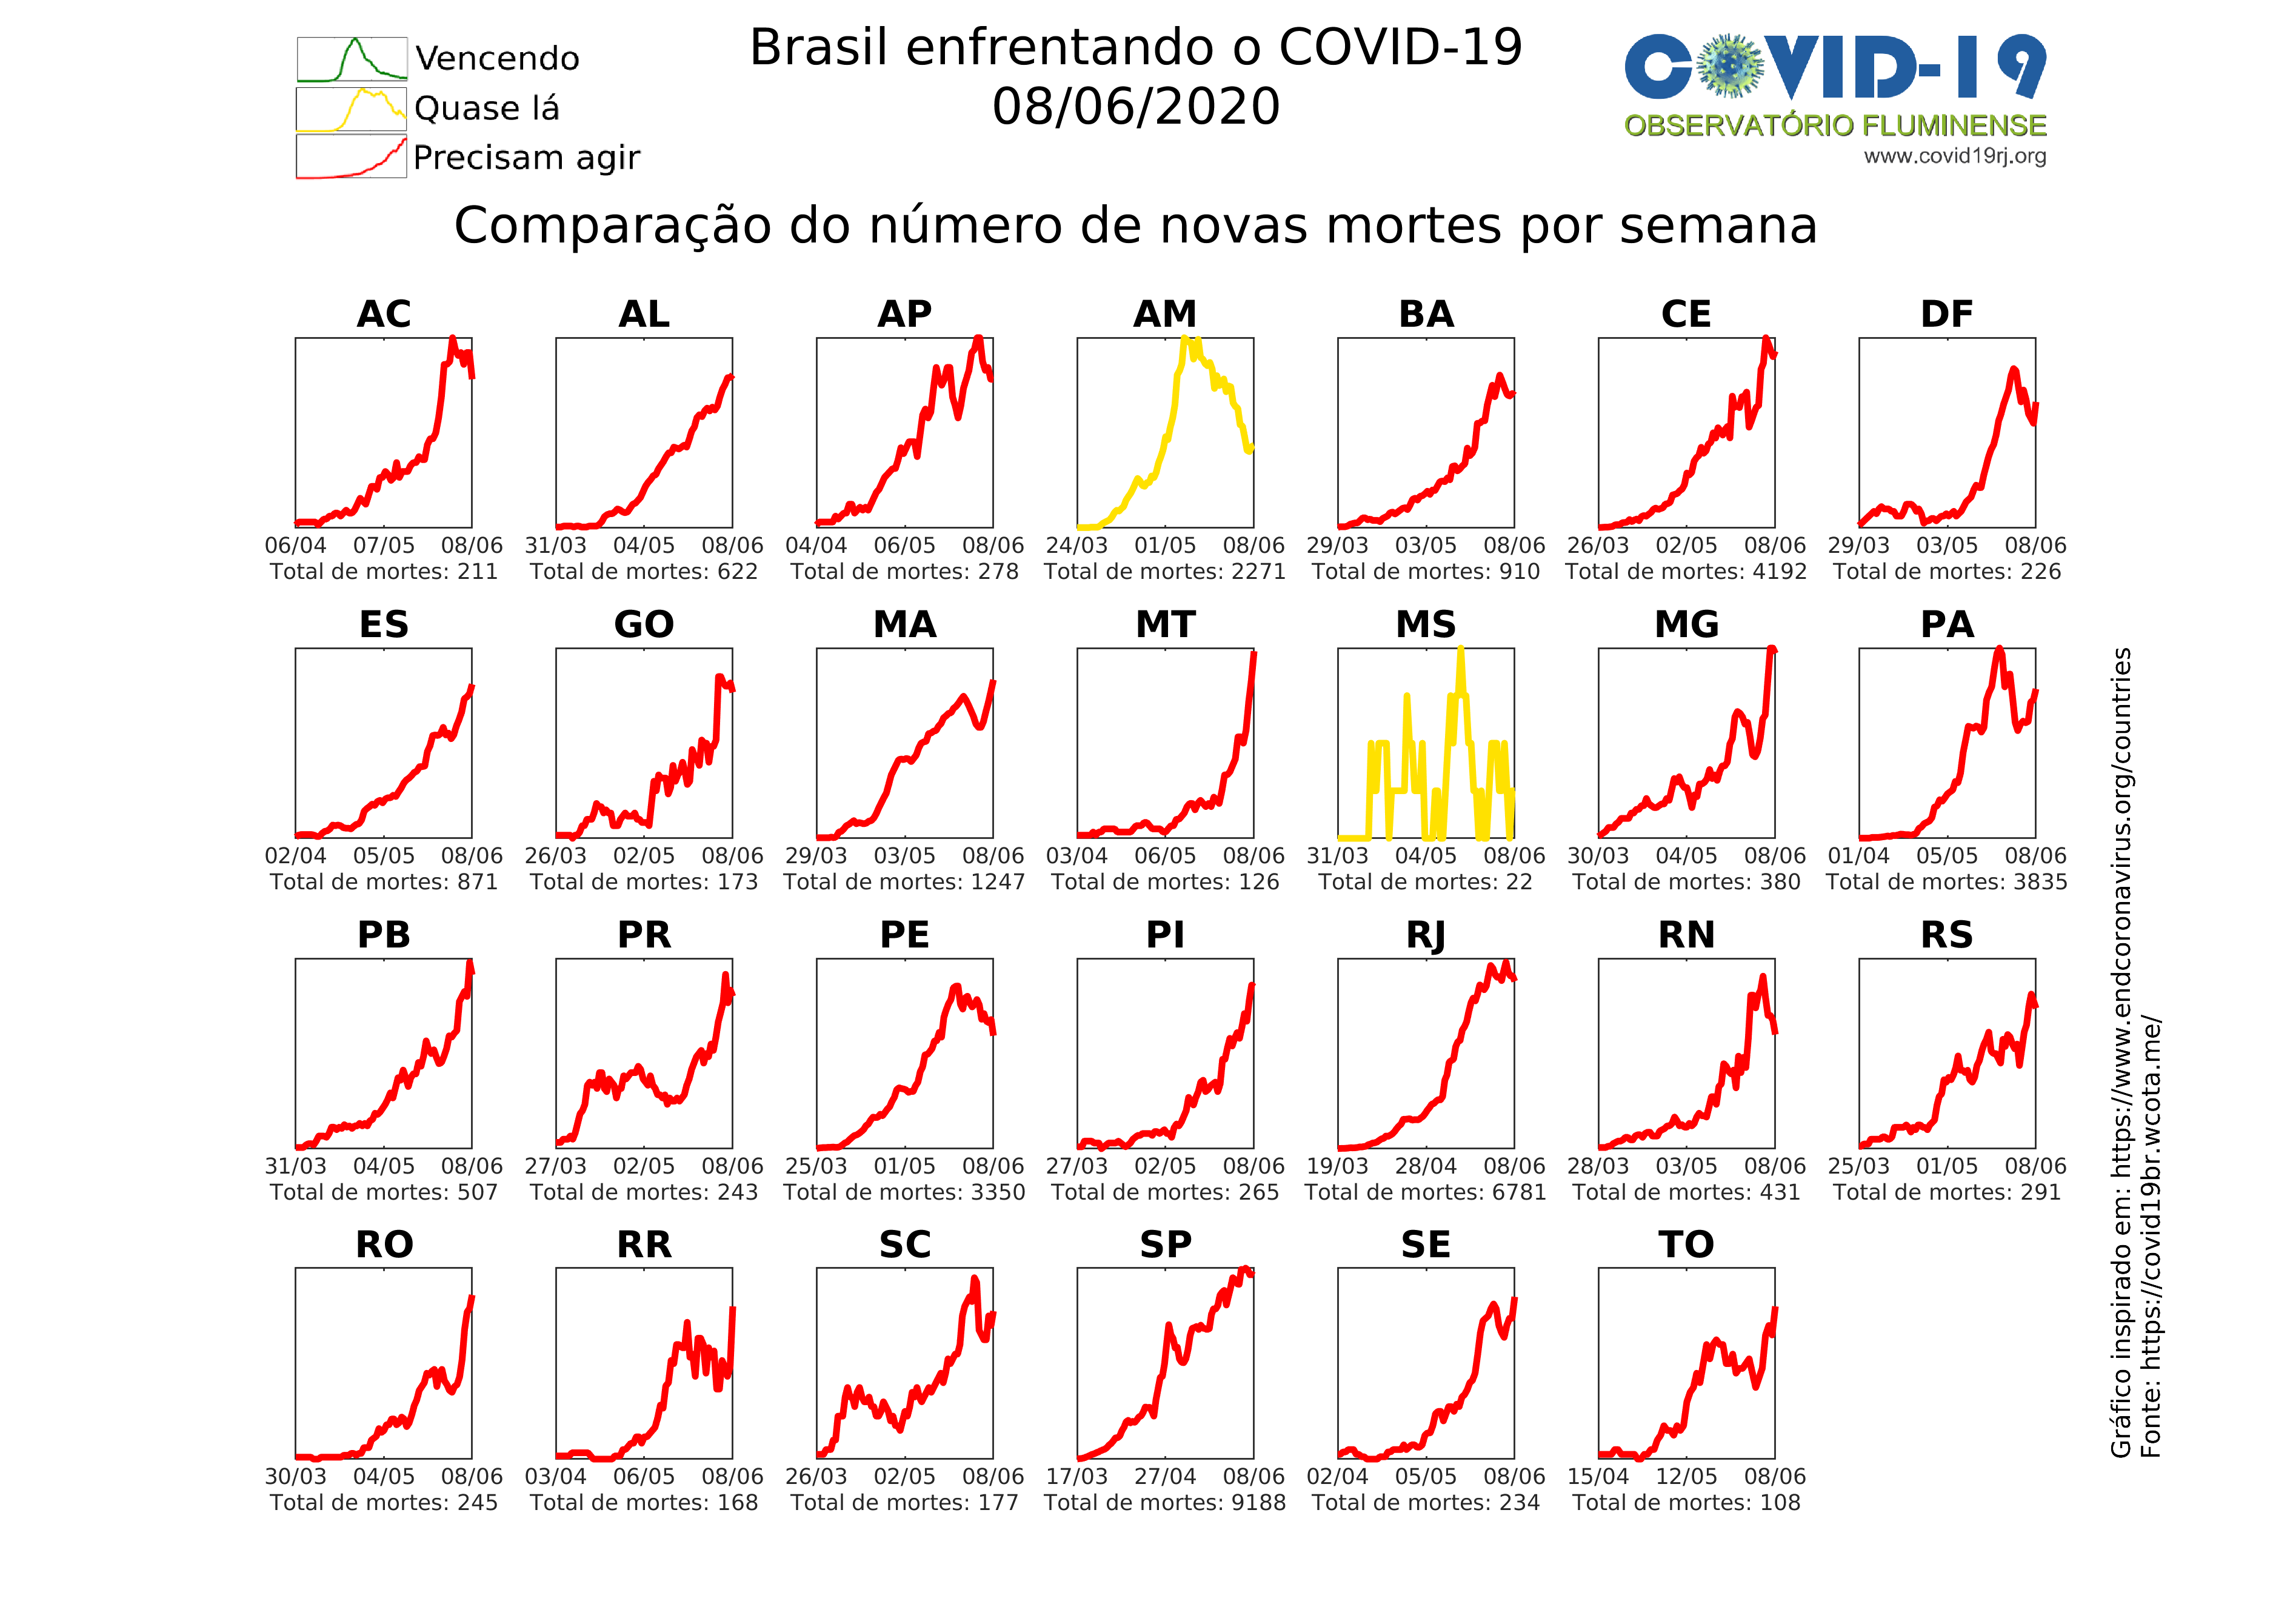 Vencendo
Quase lá
Precisam agir
Brasil enfrentando o COVID-19
08/06/2020
COVID-19
OBSERVATÓRIO FLUMINENSE
www.covid19rj.org
Comparação do número de novas mortes por semana
AC AL AP AM BA CE DF
06/04 07/05 08/06 31/03 04/05 08/06 04/04 06/05 08/06 24/03 01/05 08/06 29/03 03/05 08/06 26/03 02/05 08/06 29/03 03/05 08/06
Total de mortes: 211 Total de mortes: 622 Total de mortes: 278 Total de mortes: 2271 Total de mortes: 910 Total de mortes: 4192 Total de mortes: 226
ES GO MA MT MS MG PA
02/04 05/05 08/06 26/03 02/05 08/06 29/03 03/05 08/06 03/04 06/05 08/06 31/03 04/05 08/06 30/03 04/05 08/06 01/04 05/05 08/06
Total de mortes: 871 Total de mortes: 173 Total de mortes: 1247 Total de mortes: 126 Total de mortes: 22 Total de mortes: 380 Total de mortes: 3835
PB PR PE PI RJ RN RS
31/03 04/05 08/06 27/03 02/05 08/06 25/03 01/05 08/06 27/03 02/05 08/06 19/03 28/04 08/06 28/03 03/05 08/06 25/03 01/05 08/06
Total de mortes: 507 Total de mortes: 243 Total de mortes: 3350 Total de mortes: 265 Total de mortes: 6781 Total de mortes: 431 Total de mortes: 291
RO RR SC SP SE TO
30/03 04/05 08/06 03/04 06/05 08/06 26/03 02/05 08/06 17/03 27/04 08/06 02/04 05/05 08/06 15/04 12/05 08/06
Total de mortes: 245 Total de mortes: 168 Total de mortes: 177 Total de mortes: 9188 Total de mortes: 234 Total de mortes: 108
Gráfico inspirado em: https://www.endcoronavirus.org/countries
Fonte: https://covid19br.wcota.me/